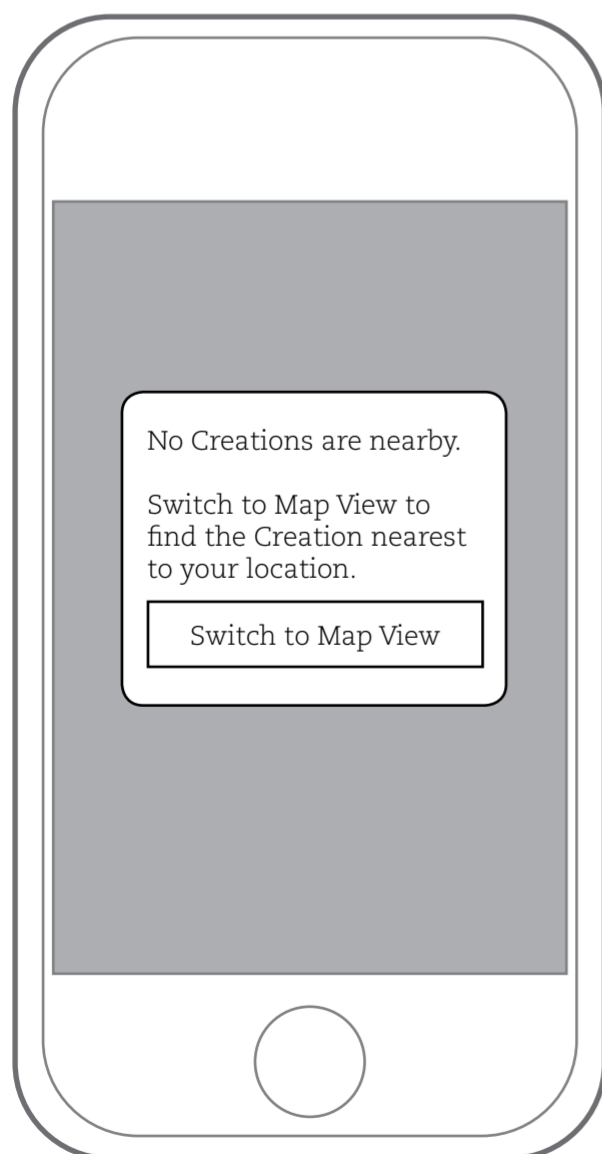 No Creations are nearby.
Switch to Map View to
find the Creation nearest
to your location.
Switch to Map View